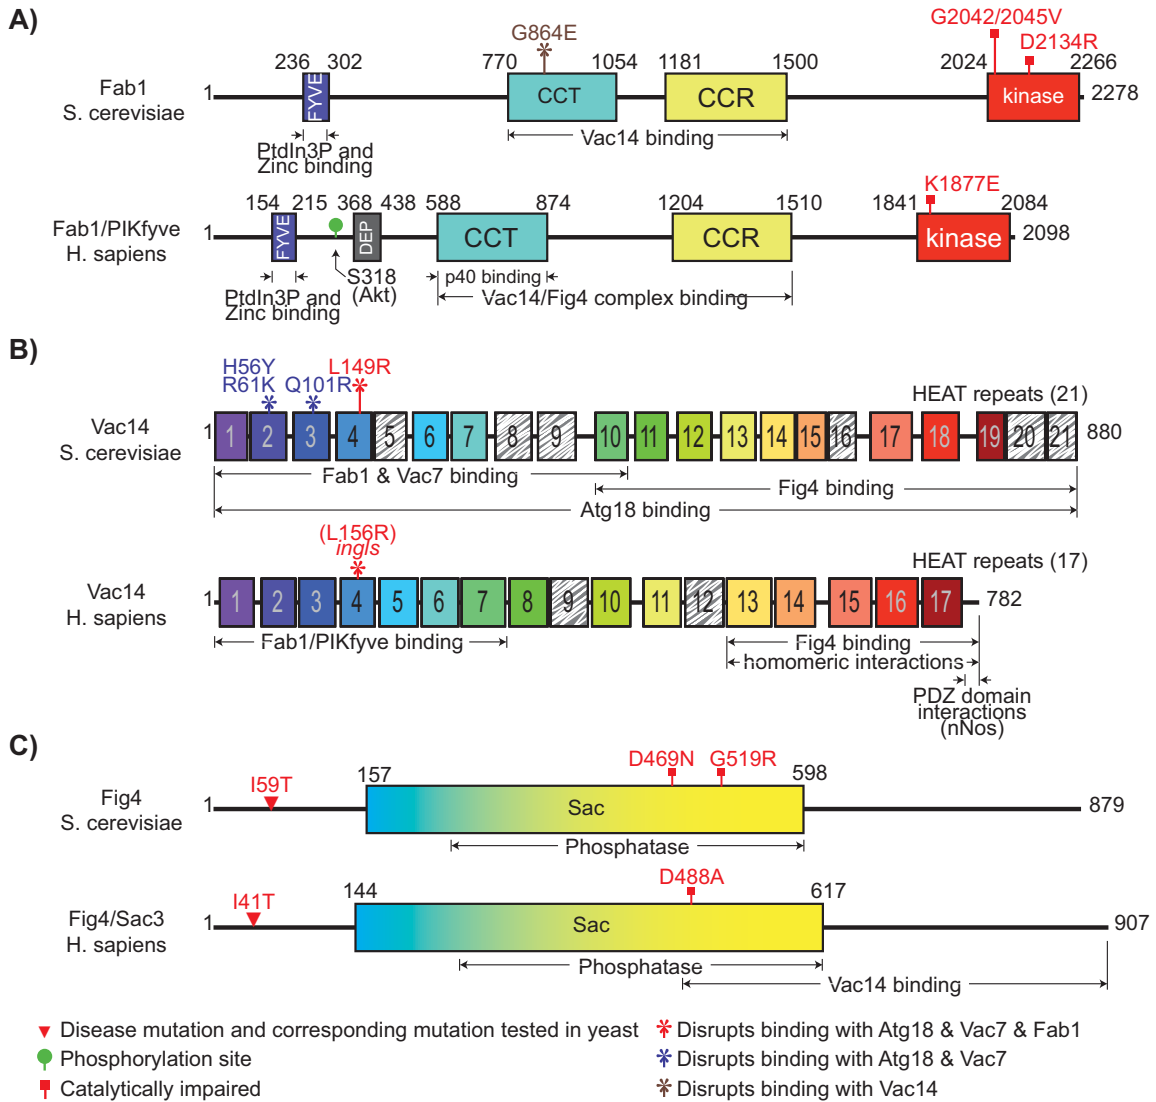 A)
G2042/2045V
G864E
D2134R
236 302 770 1054 1181 1500 2024 2266
Fab1
S. cerevisiae
1 FYVE CCT CCR kinase 2278
PtdIn3P and
Zinc binding
Vac14 binding
K1877E
154 215 368 438 588 874 1204 1510 1841 2084
Fab1/PIKfyve
H. sapiens
1 FYVE DEP CCT CCR kinase 2098
S318
(Akt)
PtdIn3P and
Zinc binding
p40 binding
Vac14/Fig4 complex binding
B)
H56Y
R61K Q101R L149R
HEAT repeats (21)
Vac14
S. cerevisiae
1 1 2 3 4 5 6 7 8 9 10 11 12 13 14 15 16 17 18 19 20 21 880
Fab1 & Vac7 binding
Fig4 binding
Atg18 binding
(L156R)
ingls
HEAT repeats (17)
Vac14
H. sapiens
1 1 2 3 4 5 6 7 8 9 10 11 12 13 14 15 16 17 782
Fab1/PIKfyve binding
Fig4 binding
homomeric interactions
PDZ domain
interactions
(nNos)
C)
I59T 157 D469N G519R 598
Fig4
S. cerevisiae
1 Sac 879
Phosphatase
I41T 144 D488A 617
Fig4/Sac3
H. sapiens
1 Sac 907
Phosphatase
Vac14 binding
Disease mutation and corresponding mutation tested in yeast
Phosphorylation site
Catalytically impaired
Disrupts binding with Atg18 & Vac7 & Fab1
Disrupts binding with Atg18 & Vac7
Disrupts binding with Vac14